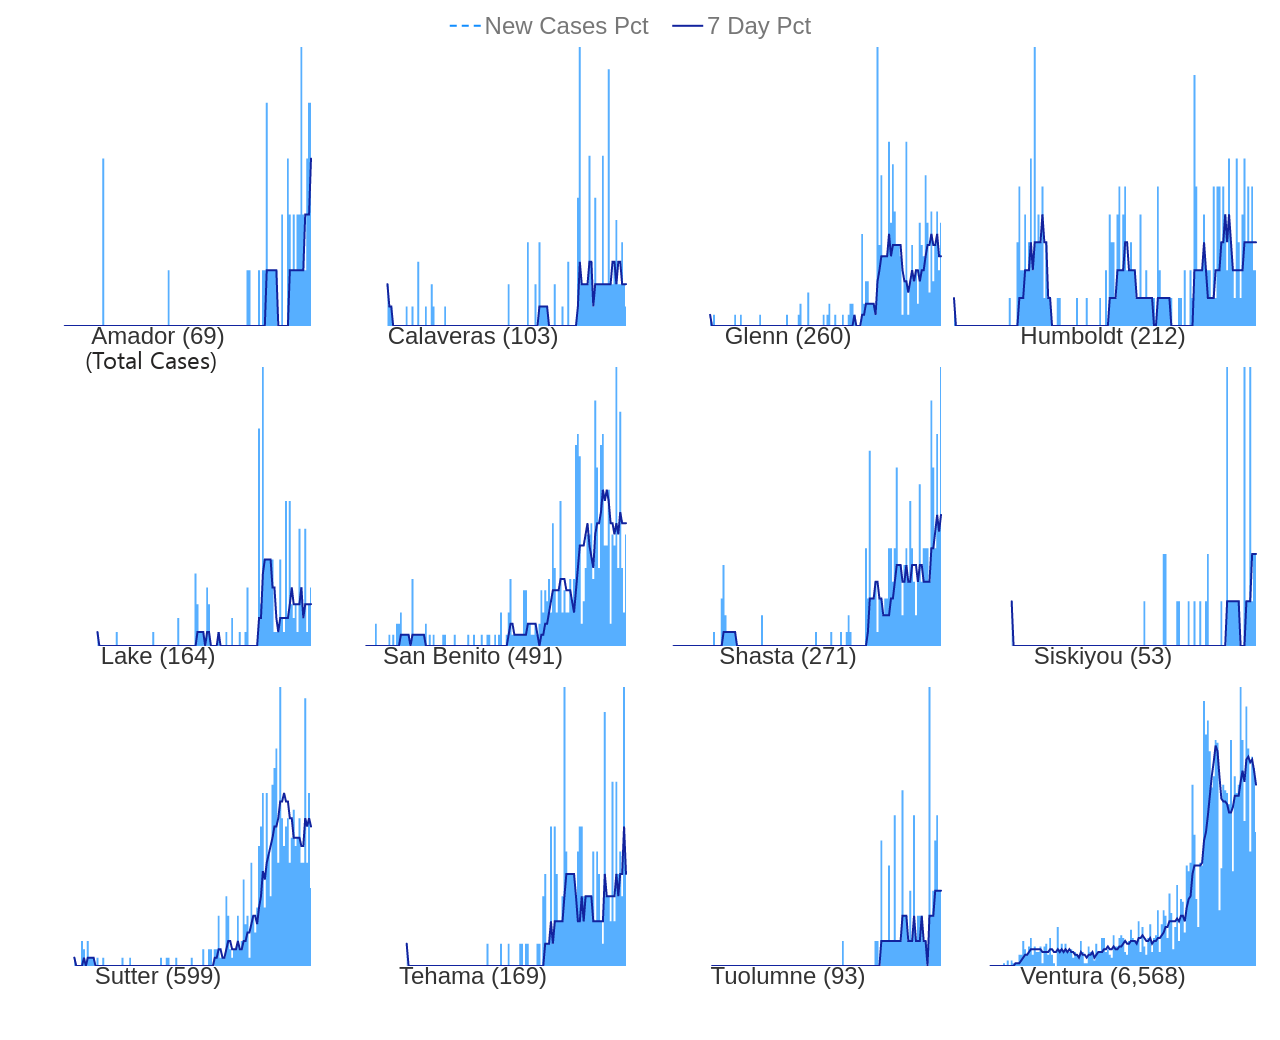 New Cases Pct 7 Day Pct
Amador (69) Calaveras (103) Glenn (260) Humboldt (212)
(Total Cases)
Lake (164) San Benito (491) Shasta (271) Siskiyou (53)
Sutter (599) Tehama (169) Tuolumne (93) Ventura (6,568)